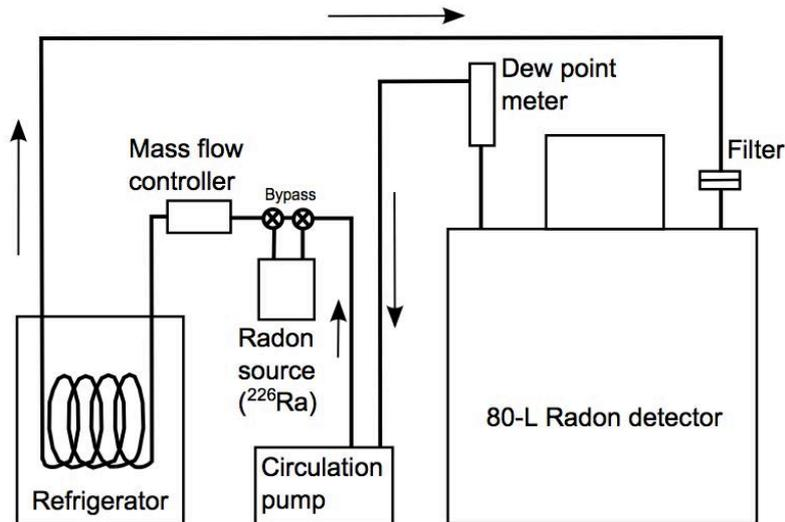 Dew point
meter
Filter
Mass flow
controller
Bypass
Radon
source
(²²⁶Ra)
80-L Radon detector
Circulation
pump
Refrigerator